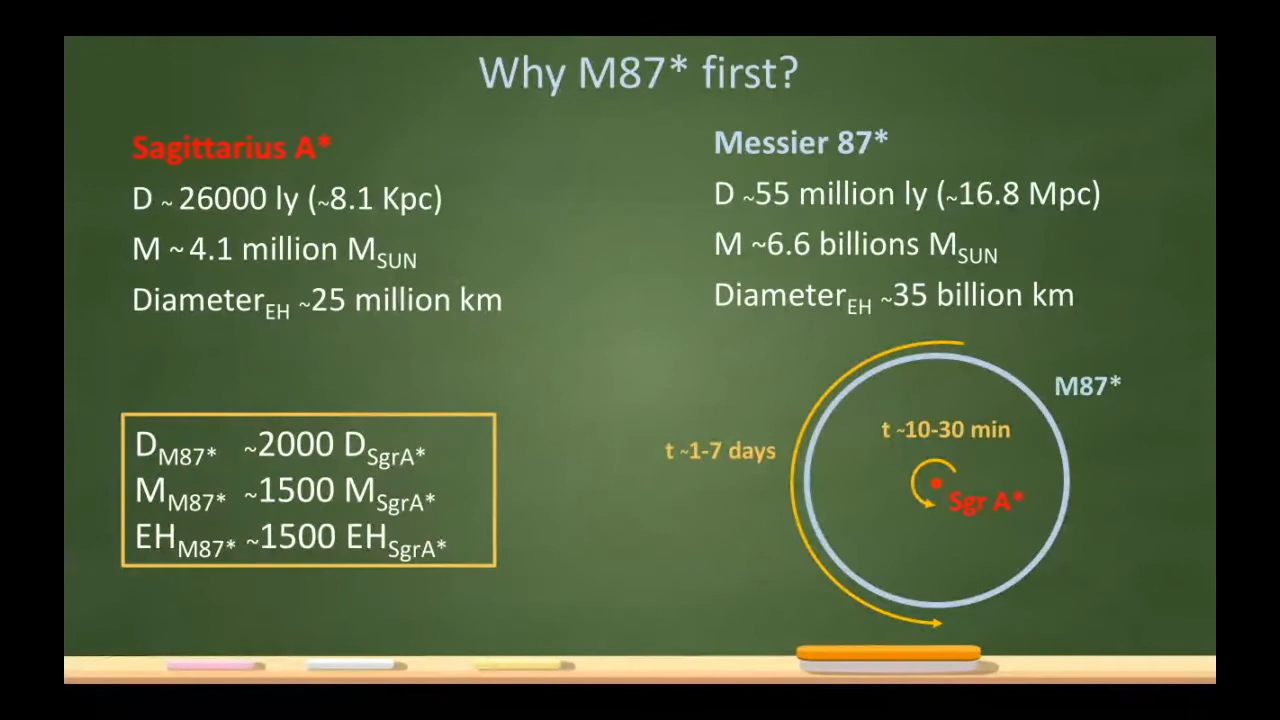 Why M87* first?
Sagittarius A*
D ~ 26000 ly (~8.1 Kpc)
M ~ 4.1 million MSUN
DiameterEH ~25 million km
Messier 87*
D ~55 million ly (~16.8 Mpc)
M ~6.6 billions MSUN
DiameterEH ~35 billion km
DM87* ~2000 DSgrA*
MM87* ~1500 MSgrA*
EHM87* ~1500 EHSgrA*
M87*
t ~10-30 min
t ~1-7 days
Sgr A*